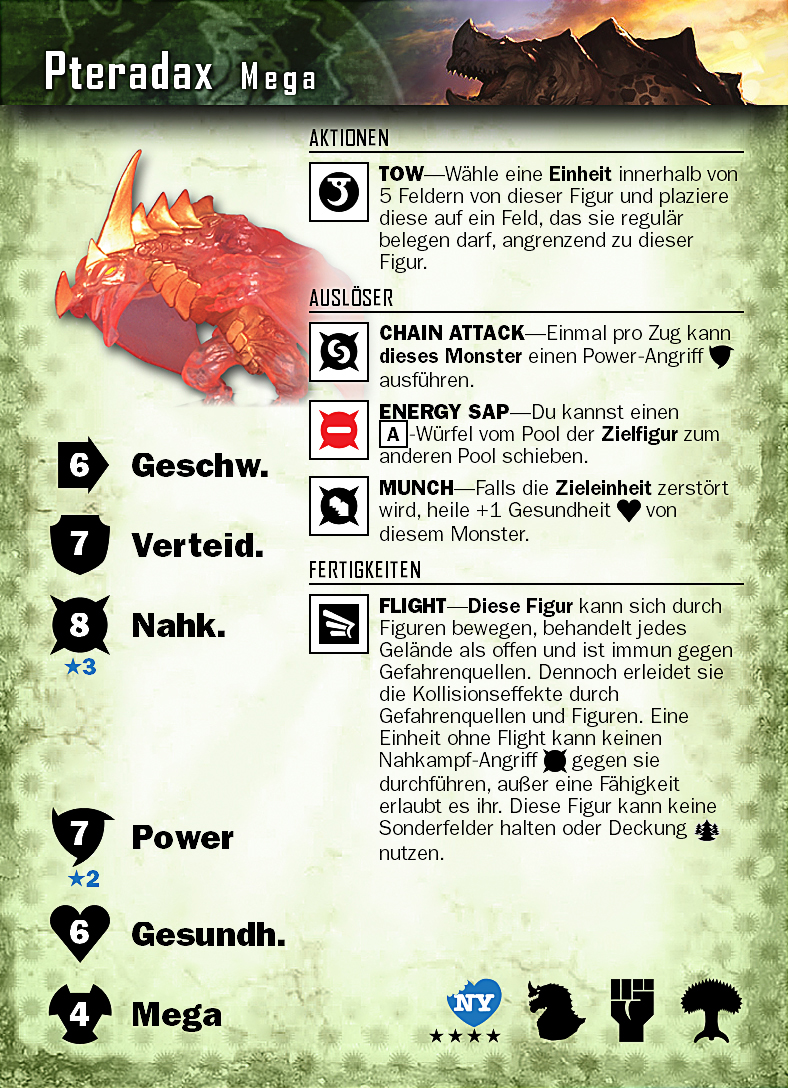 Pteradax Mega
AKTIONEN
TOW—Wähle eine Einheit innerhalb von
5 Feldern von dieser Figur und plaziere
diese auf ein Feld, das sie regulär
belegen darf, angrenzend zu dieser
Figur.
AUSLÖSER
CHAIN ATTACK—Einmal pro Zug kann
dieses Monster einen Power-Angriff
ausführen.
ENERGY SAP—Du kannst einen
A-Würfel vom Pool der Zielfigur zum
anderen Pool schieben.
MUNCH—Falls die Zieleinheit zerstört
wird, heile +1 Gesundheit von
diesem Monster.
FERTIGKEITEN
FLIGHT—Diese Figur kann sich durch
Figuren bewegen, behandelt jedes
Gelände als offen und ist immun gegen
Gefahrenquellen. Dennoch erleidet sie
die Kollisionseffekte durch
Gefahrenquellen und Figuren. Eine
Einheit ohne Flight kann keinen
Nahkampf-Angriff gegen sie
durchführen, außer eine Fähigkeit
erlaubt es ihr. Diese Figur kann keine
Sonderfelder halten oder Deckung
nutzen.
6 Geschw.
7 Verteid.
8 Nahk.
★3
7 Power
★2
6 Gesundh.
4 Mega
NY
★★★★